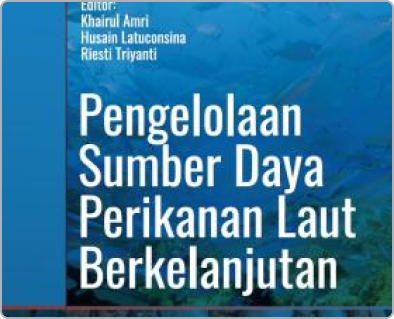 Editor:
Khairul Amri
Husain Latuconsina
Riesti Triyanti
Pengelolaan
Sumber Daya
Perikanan Laut
Berkelanjutan